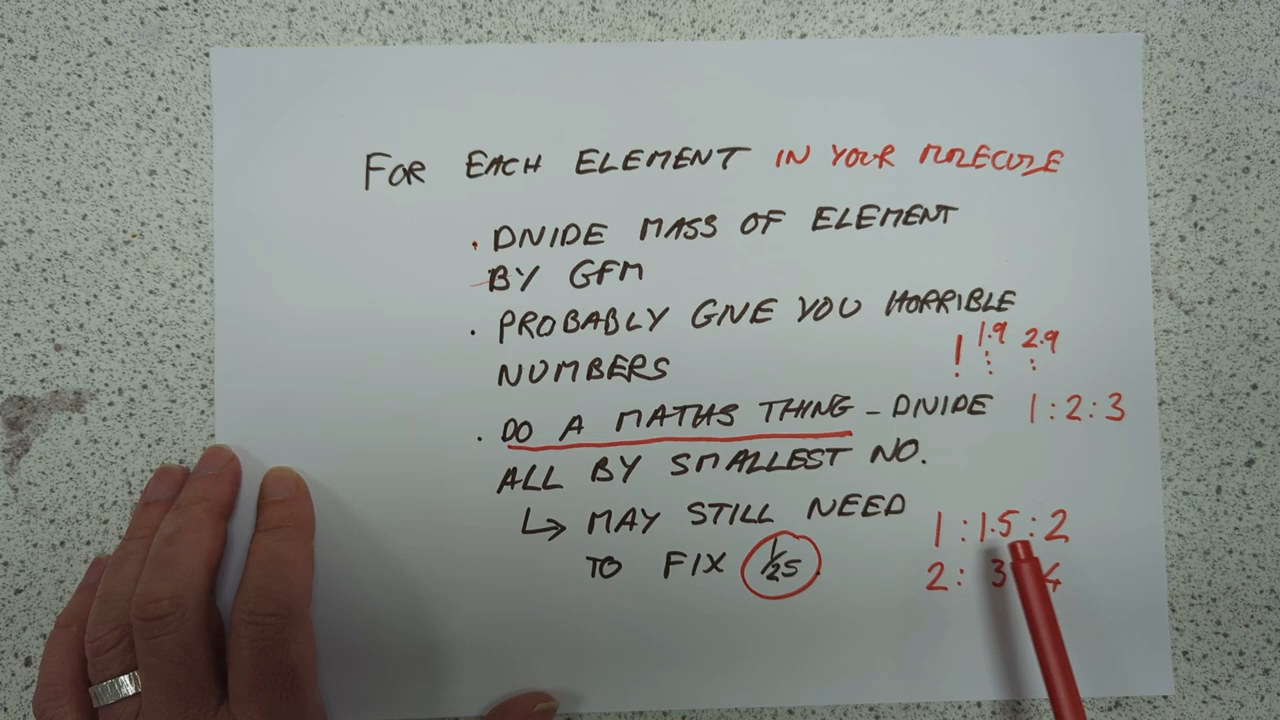 FOR EACH ELEMENT IN YOUR MOLECULE
· DIVIDE MASS OF ELEMENT
BY GFM
· PROBABLY GIVE YOU HORRIBLE
NUMBERS
! 1.9 2.9
· DO A MATHS THING - DIVIDE 1:2:3
ALL BY SMALLEST NO.
↳ MAY STILL NEED 1:1.5:2
TO FIX 1/25 2: 3 4